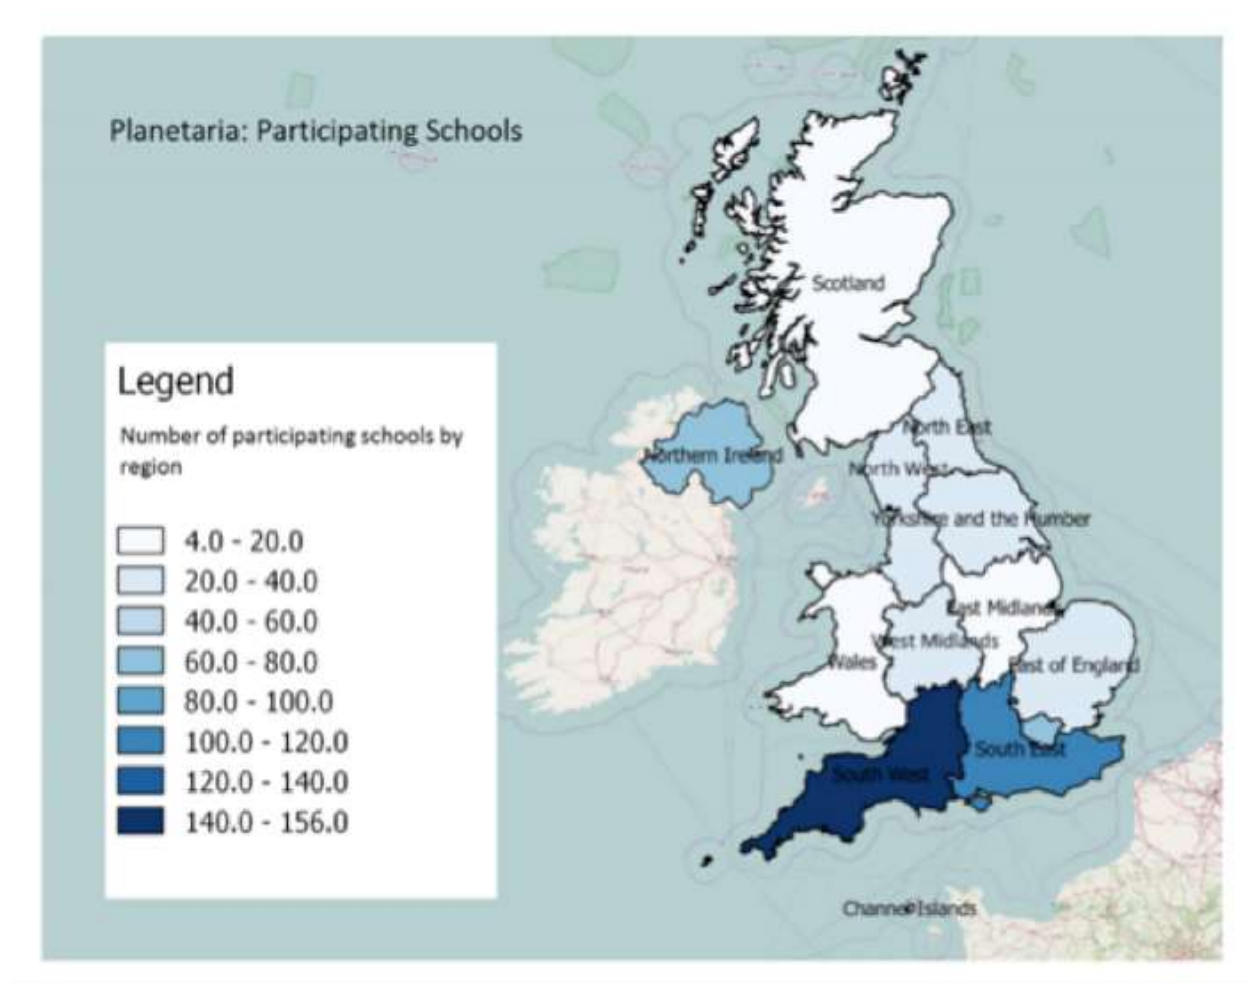 Planetaria: Participating Schools
Scotland
Legend
Number of participating schools by
region
North East
Northern Ireland
North West
Yorkshire and the Humber
4.0 - 20.0
20.0 - 40.0
40.0 - 60.0
60.0 - 80.0
80.0 - 100.0
100.0 - 120.0
120.0 - 140.0
140.0 - 156.0
East Midlands
West Midlands
Wales
East of England
South East
South West
Channel Islands